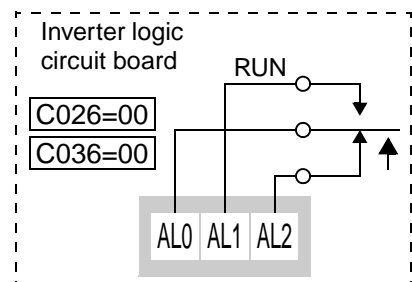 Inverter logic
circuit board
RUN
C026=00
C036=00
AL0 AL1 AL2